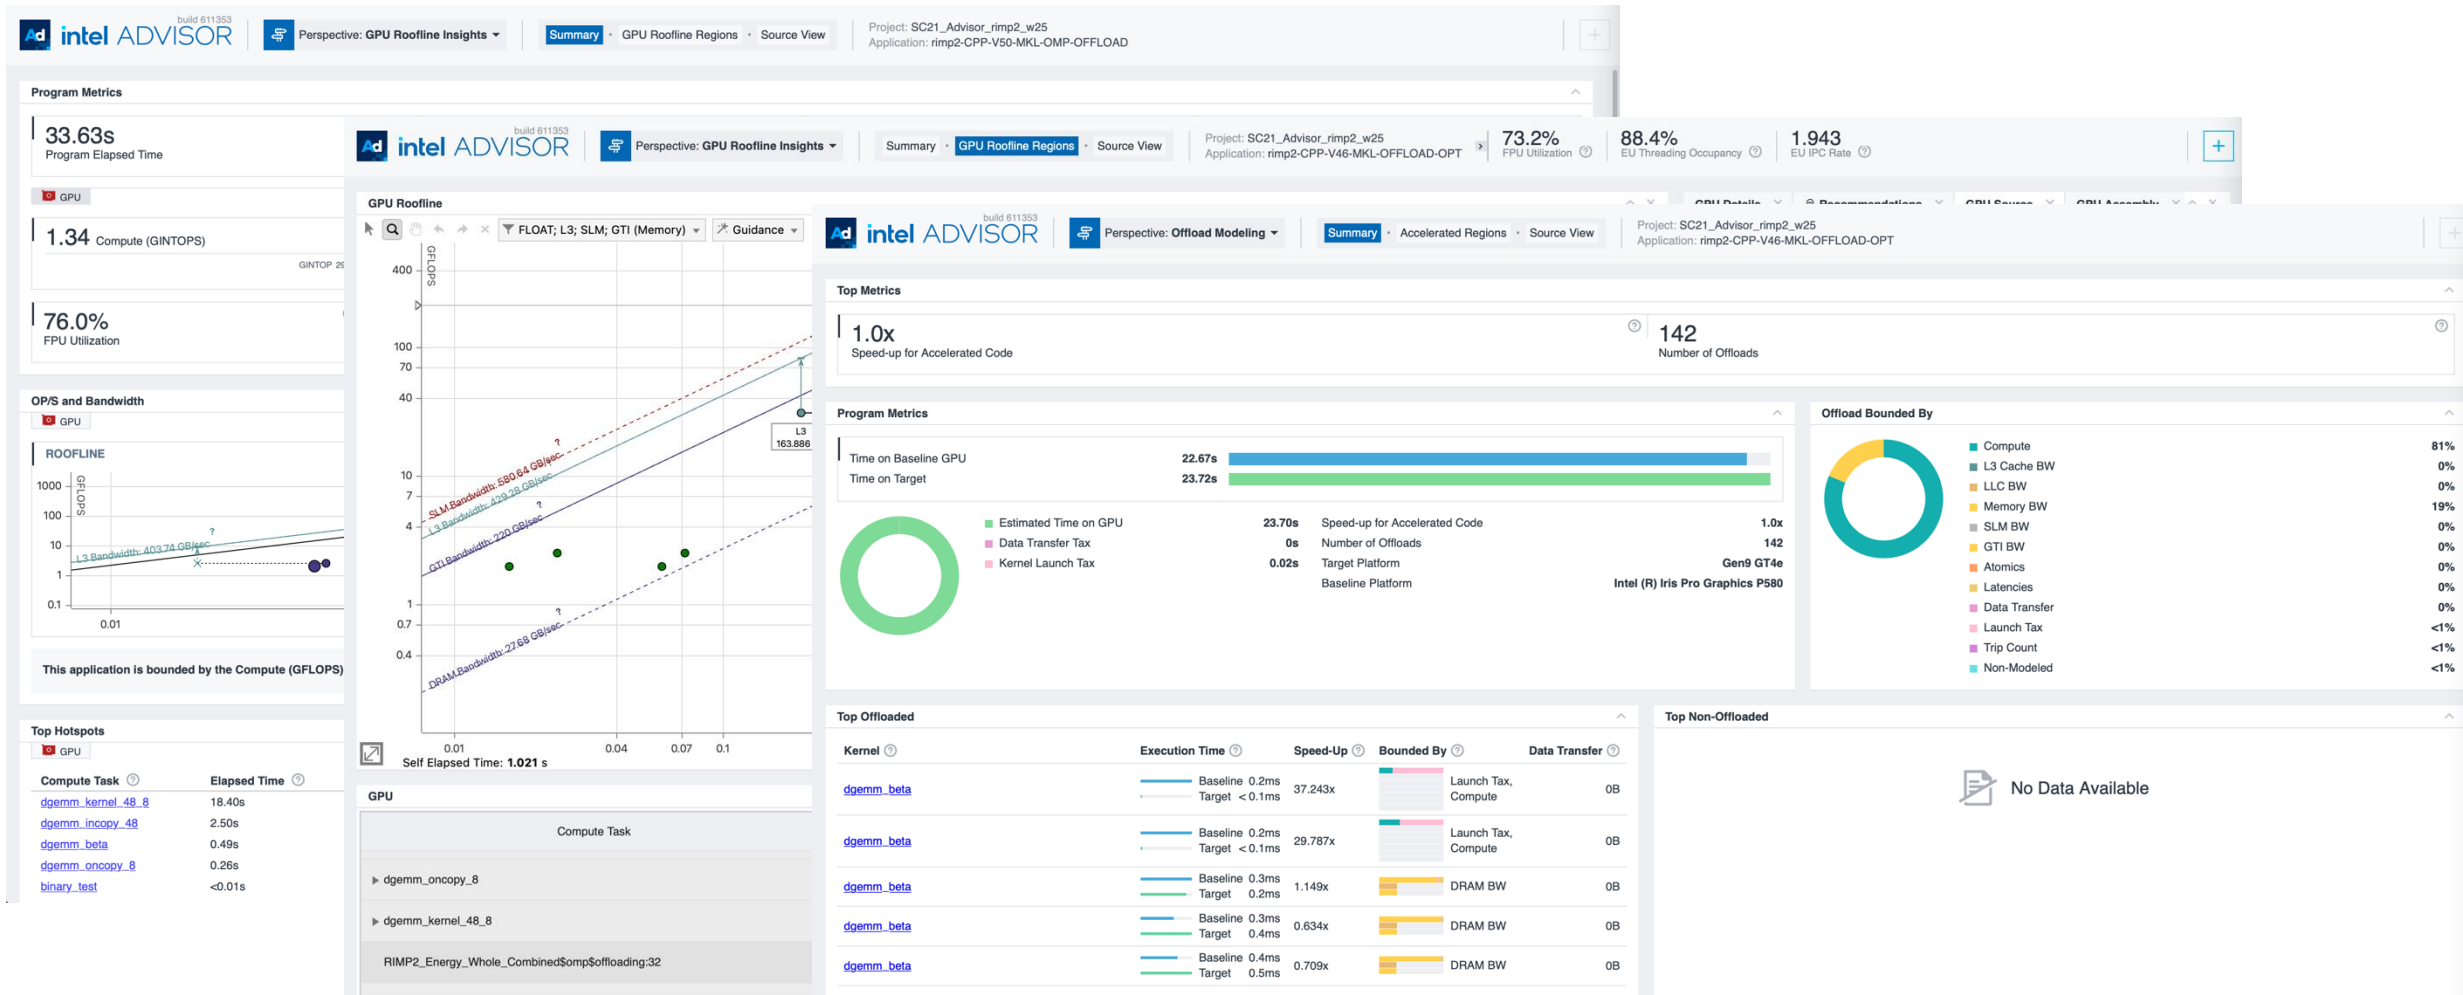 Ad intel ADVISOR
build 611353
Perspective: GPU Roofline Insights
Summary · GPU Roofline Regions · Source View
Project: SC21_Advisor_rimp2_w25
Application: rimp2-CPP-V50-MKL-OMP-OFFLOAD
Program Metrics
33.63s
Program Elapsed Time
GPU
1.34 Compute (GINTOPS)
GINTOP 29
76.0%
FPU Utilization
OP/S and Bandwidth
GPU
ROOFLINE
GFLOPS
1000
100
10
1
0.1
L3 Bandwidth: 403.74 GB/sec
?
0.01
This application is bounded by the Compute (GFLOPS)
Top Hotspots
GPU
Compute Task Elapsed Time
dgemm_kernel_48_8 18.40s
dgemm_incopy_48 2.50s
dgemm_beta 0.49s
dgemm_oncopy_8 0.26s
binary_test <0.01s
Ad intel ADVISOR
build 611353
Perspective: GPU Roofline Insights
Summary · GPU Roofline Regions · Source View
Project: SC21_Advisor_rimp2_w25
Application: rimp2-CPP-V46-MKL-OFFLOAD-OPT
73.2%
FPU Utilization
88.4%
EU Threading Occupancy
1.943
EU IPC Rate
GPU Roofline
GPU Details Recommendations GPU Source GPU Assembly
FLOAT; L3; SLM; GTI (Memory)
Guidance
GFLOPS
400
100
70
40
10
7
4
1
0.7
0.4
SLM Bandwidth: 580.64 GB/sec
?
L3 Bandwidth: 429.28 GB/sec
?
GTI Bandwidth: 220 GB/sec
DRAM Bandwidth: 27.68 GB/sec
?
L3
163.886
0.01 0.04 0.07 0.1
Self Elapsed Time: 1.021 s
GPU
Compute Task
dgemm_oncopy_8
dgemm_kernel_48_8
RIMP2_Energy_Whole_Combined$omp$offloading:32
Ad intel ADVISOR
build 611353
Perspective: Offload Modeling
Summary · Accelerated Regions · Source View
Project: SC21_Advisor_rimp2_w25
Application: rimp2-CPP-V46-MKL-OFFLOAD-OPT
Top Metrics
1.0x
Speed-up for Accelerated Code
142
Number of Offloads
Program Metrics
Time on Baseline GPU 22.67s
Time on Target 23.72s
Estimated Time on GPU 23.70s
Data Transfer Tax 0s
Kernel Launch Tax 0.02s
Speed-up for Accelerated Code 1.0x
Number of Offloads 142
Target Platform Gen9 GT4e
Baseline Platform Intel (R) Iris Pro Graphics P580
Offload Bounded By
Compute 81%
L3 Cache BW 0%
LLC BW 0%
Memory BW 19%
SLM BW 0%
GTI BW 0%
Atomics 0%
Latencies 0%
Data Transfer 0%
Launch Tax <1%
Trip Count <1%
Non-Modeled <1%
Top Offloaded
Kernel Execution Time Speed-Up Bounded By Data Transfer
dgemm_beta Baseline 0.2ms Target < 0.1ms 37.243x Launch Tax, Compute 0B
dgemm_beta Baseline 0.2ms Target < 0.1ms 29.787x Launch Tax, Compute 0B
dgemm_beta Baseline 0.3ms Target 0.2ms 1.149x DRAM BW 0B
dgemm_beta Baseline 0.3ms Target 0.4ms 0.634x DRAM BW 0B
dgemm_beta Baseline 0.4ms Target 0.5ms 0.709x DRAM BW 0B
Top Non-Offloaded
No Data Available